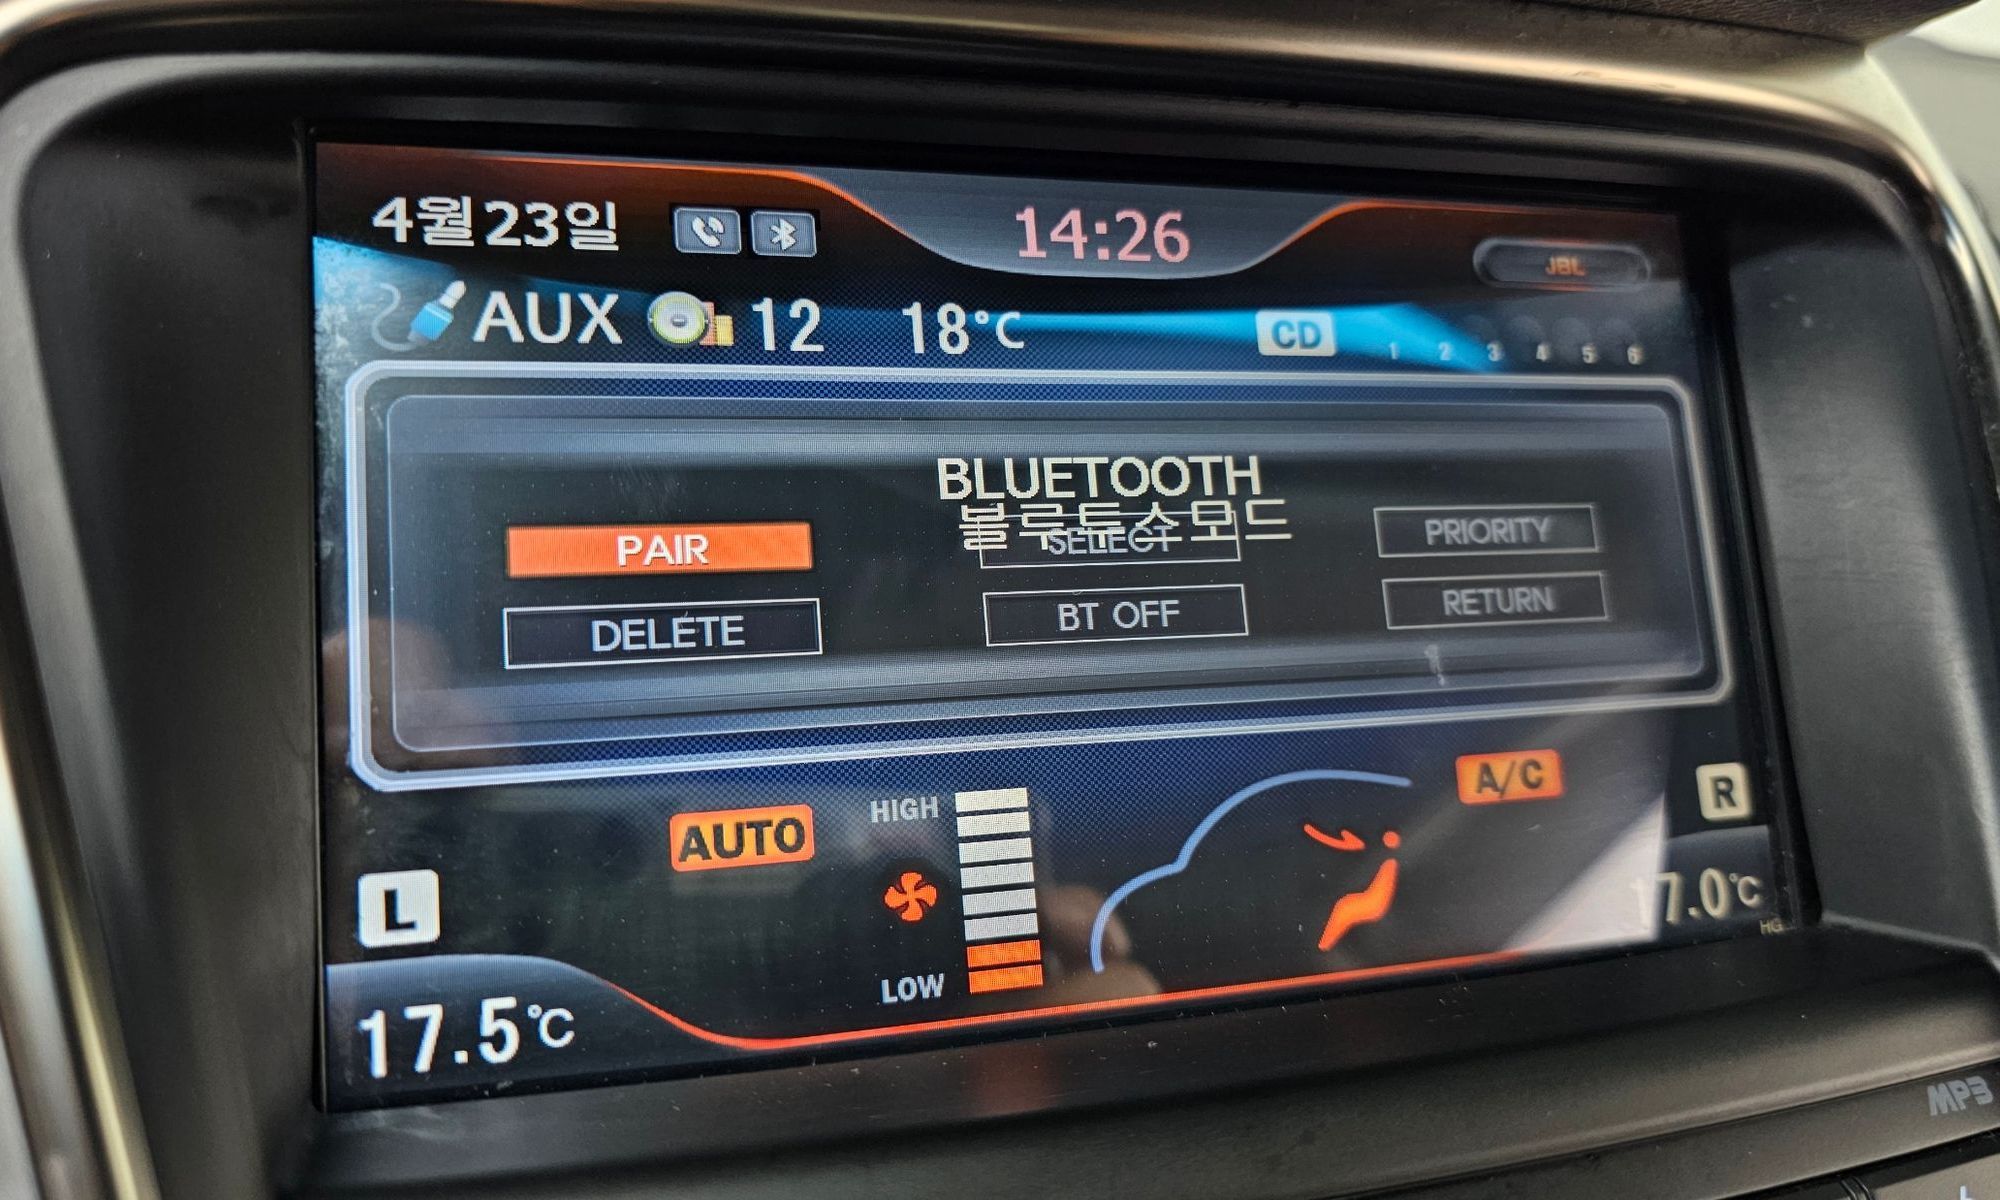 4월23일 14:26 JBL
AUX 12 18°C CD 1 2 3 4 5 6
BLUETOOTH
블루투스모드
PAIR SELECT PRIORITY
DELETE BT OFF RETURN
HIGH A/C
AUTO R
L 17.0°C
HG
LOW
17.5°C
MP3